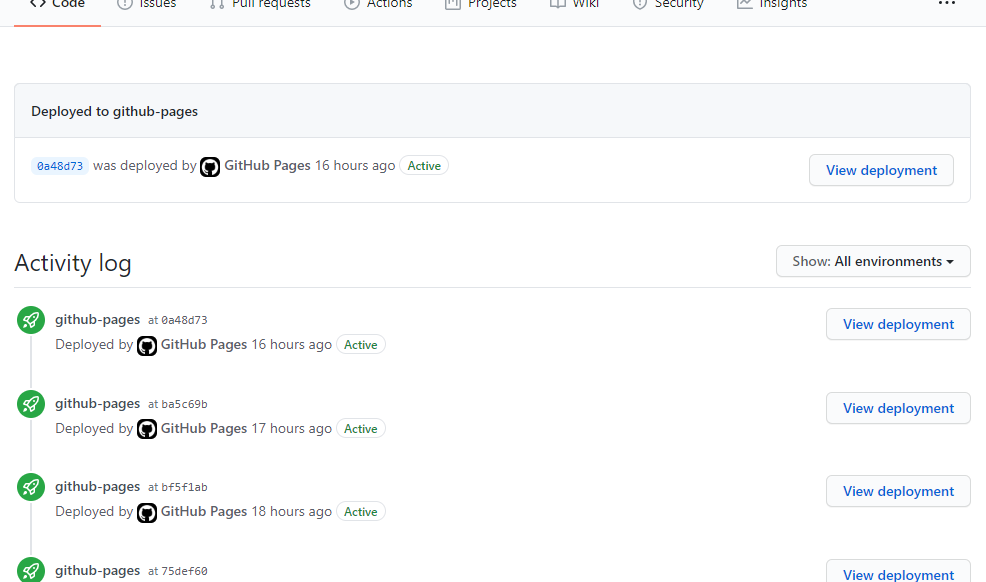 Code Issues Pull requests Actions Projects Wiki Security Insights ...
Deployed to github-pages
0a48d73 was deployed by GitHub Pages 16 hours ago Active
View deployment
Activity log
Show: All environments
github-pages at 0a48d73
View deployment
Deployed by GitHub Pages 16 hours ago Active
github-pages at ba5c69b
View deployment
Deployed by GitHub Pages 17 hours ago Active
github-pages at bf5f1ab
View deployment
Deployed by GitHub Pages 18 hours ago Active
github-pages at 75def60
View deployment